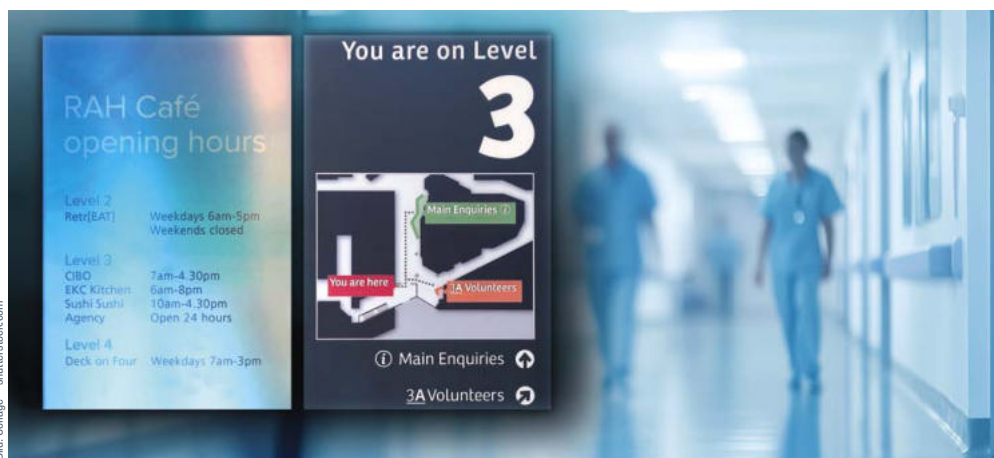 RAH Café
opening hours
Level 2
Retr[EAT] Weekdays 6am-5pm
Weekends closed
Level 3
CIBO 7am-4.30pm
EKC Kitchen 6am-8pm
Sushi Sushi 10am-4.30pm
Agency Open 24 hours
Level 4
Deck on Four Weekdays 7am-3pm
You are on Level
3
Main Enquiries i
You are here
3A Volunteers
i Main Enquiries
3A Volunteers